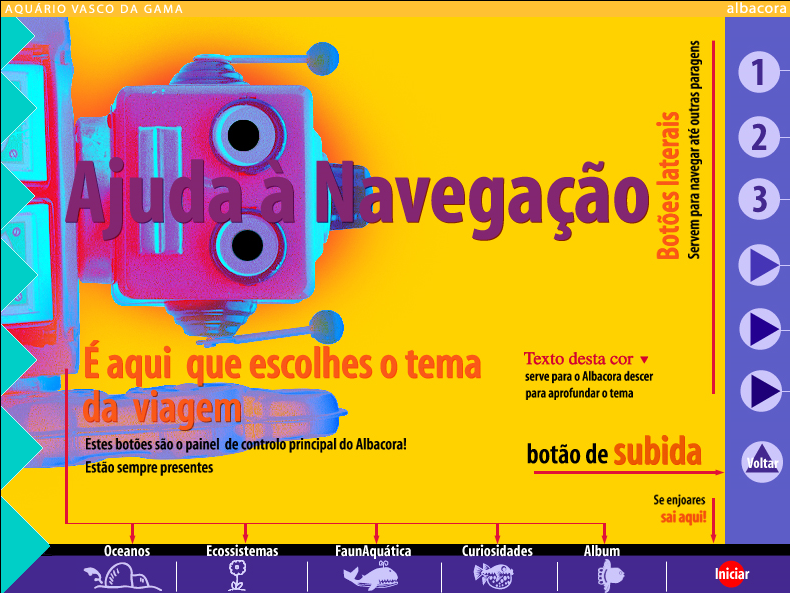 AQUÁRIO VASCO DA GAMA
albacora
Ajuda à Navegação
Botões laterais
Servem para navegar até outras paragens
1
2
3
É aqui que escolhes o tema
da viagem
Estes botões são o painel de controlo principal do Albacora!
Estão sempre presentes
Texto desta cor
serve para o Albacora descer
para aprofundar o tema
botão de subida
Voltar
Se enjoares
sai aqui!
Oceanos
Ecossistemas
FaunAquática
Curiosidades
Album
Iniciar